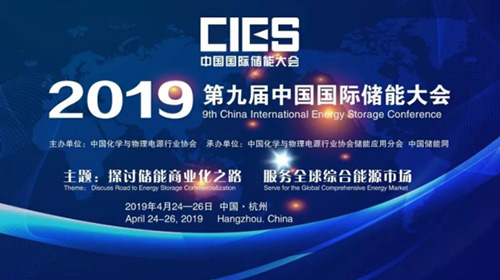 CIES
中国国际储能大会
2019 第九届中国国际储能大会
9th China International Energy Storage Conference
主办单位：中国化学与物理电源行业协会 承办单位：中国化学与物理电源行业协会储能应用分会 中国储能网
主题：探讨储能商业化之路 服务全球综合能源市场
Theme：Discuss Road to Energy Storage Commercialization Serve for the Global Comprehensive Energy Market
2019年4月24—26日 中国·杭州
April 24-26, 2019 Hangzhou. China